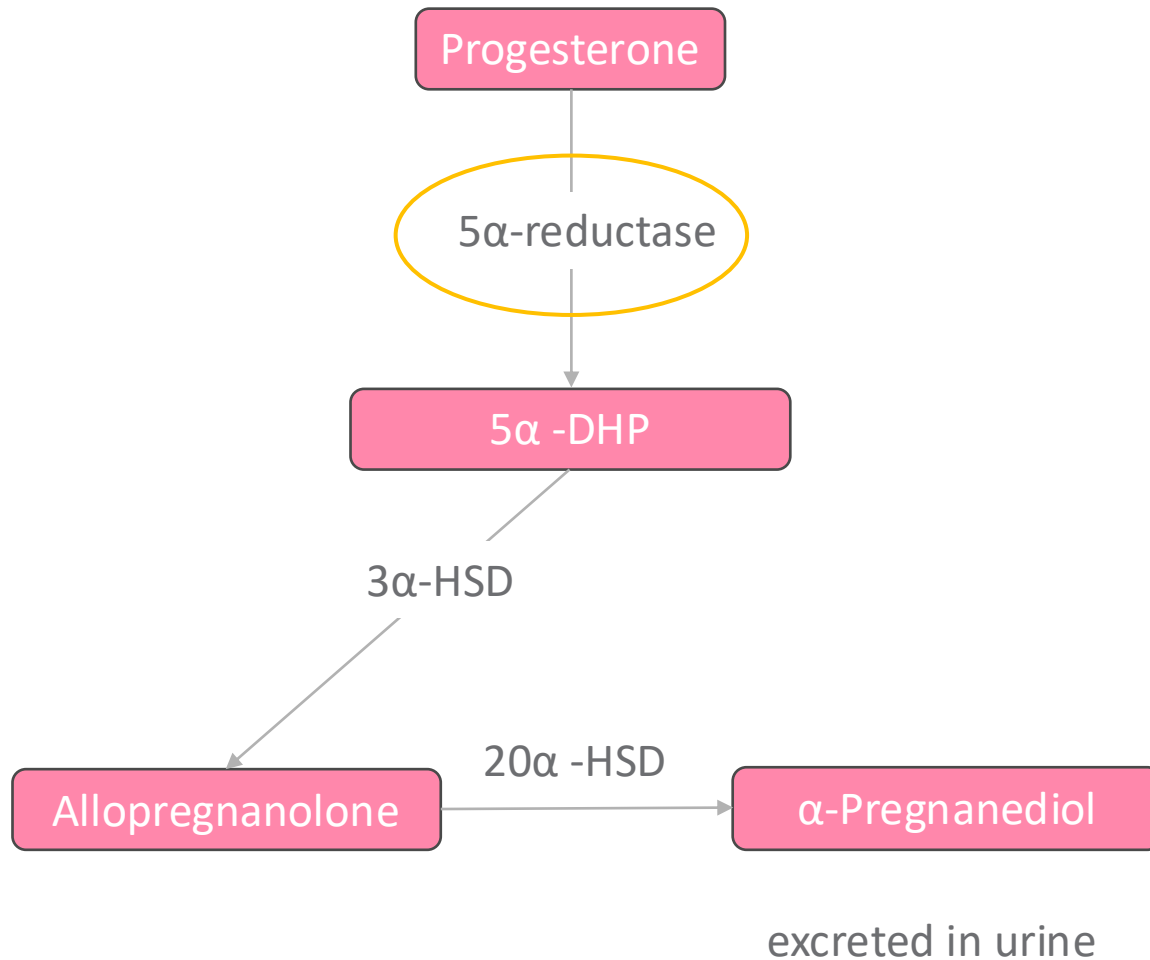 Progesterone
5α-reductase
5α -DHP
3α-HSD
20α -HSD
Allopregnanolone
α-Pregnanediol
excreted in urine